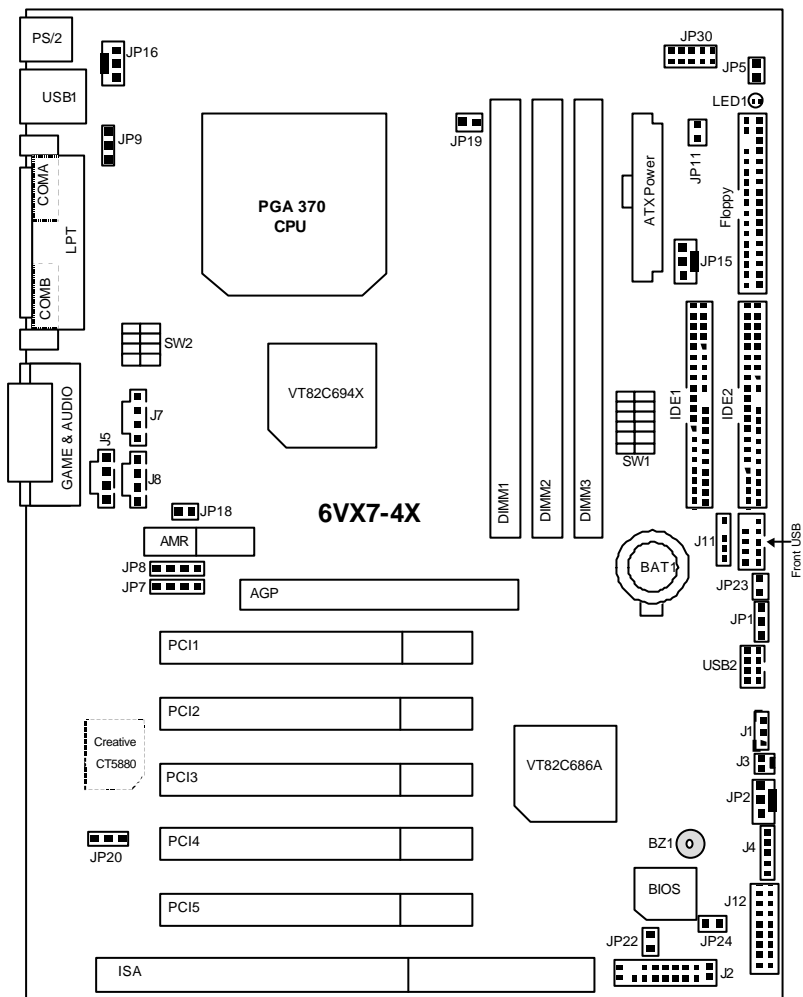 PS/2
JP16
JP30
JP5
USB1
LED1
JP9
JP19
JP11
COMA
LPT
COMB
PGA 370
CPU
ATX Power
Floppy
JP15
SW2
VT82C694X
IDE1
IDE2
GAME & AUDIO
J7
J5
J8
SW1
DIMM1
DIMM2
DIMM3
JP18
6VX7-4X
AMR
J11
Front USB
JP8
JP7
AGP
BAT1
JP23
JP1
PCI1
USB2
PCI2
Creative
CT5880
J1
VT82C686A
J3
PCI3
JP2
PCI4
BZ1
J4
JP20
BIOS
J12
PCI5
JP22
JP24
ISA
J2